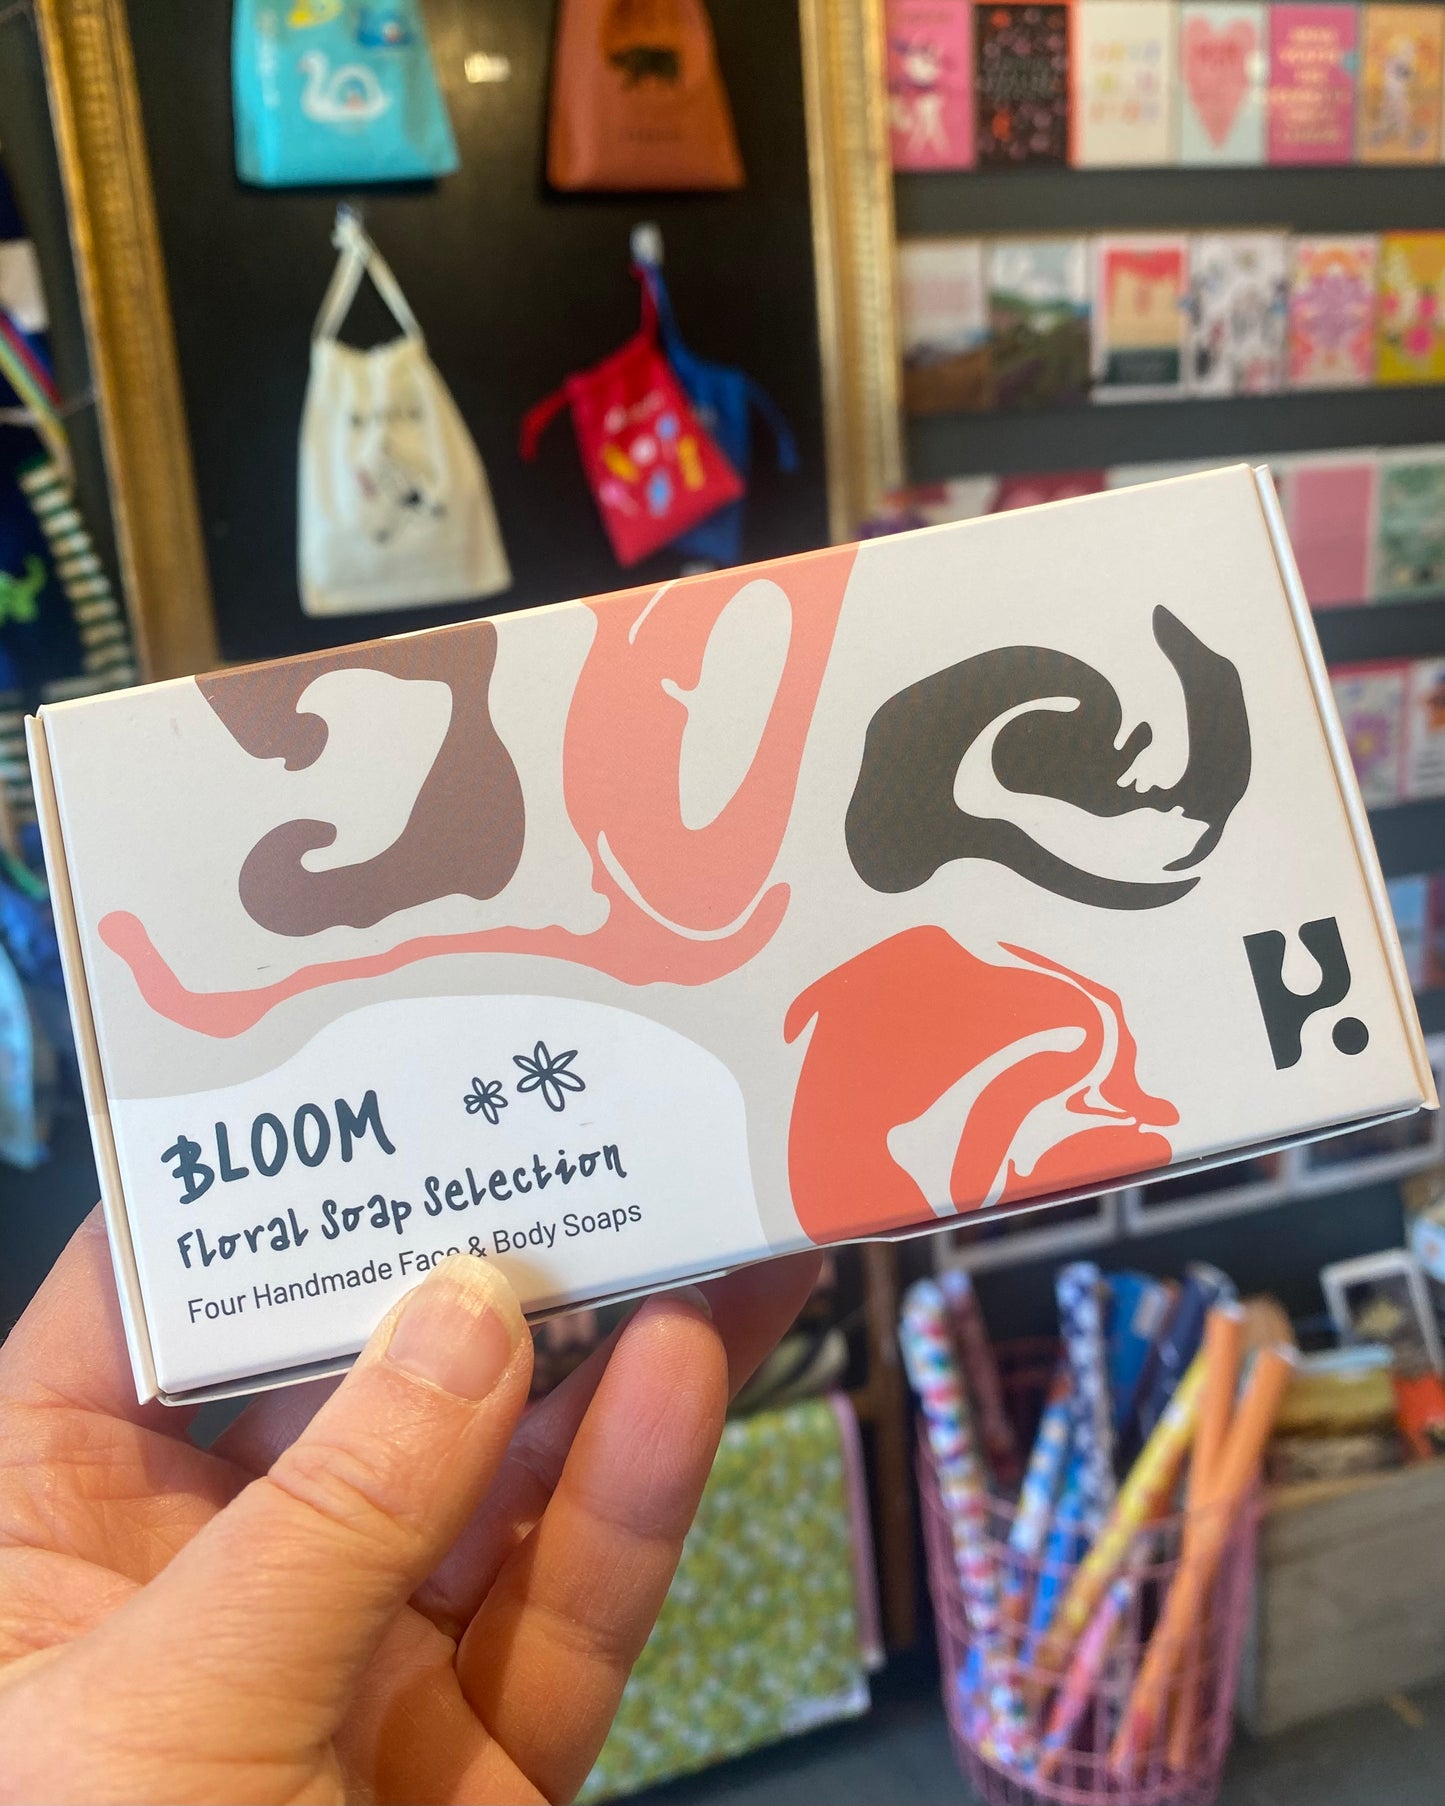 BLOOM
Floral Soap Selection
Four Handmade Face & Body Soaps